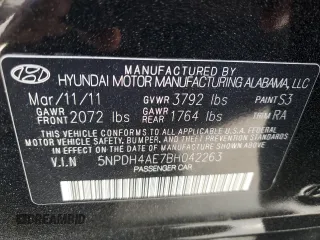 MANUFACTURED BY
HYUNDAI MOTOR MANUFACTURING ALABAMA, LLC
Mar/11/11 GVWR 3792 lbs PAINT S3
GAWR FRONT 2072 lbs GAWR REAR 1764 lbs TRIM RA
THIS VEHICLE CONFORMS TO ALL APPLICABLE
FEDERAL MOTOR VEHICLE SAFETY, BUMPER,
AND THEFT PREVENTION STANDARDS IN EFFECT
ON THE DATE OF MANUFACTURE SHOWN ABOVE.
V.I.N 5NPDH4AE7BH042263
PASSENGER CAR